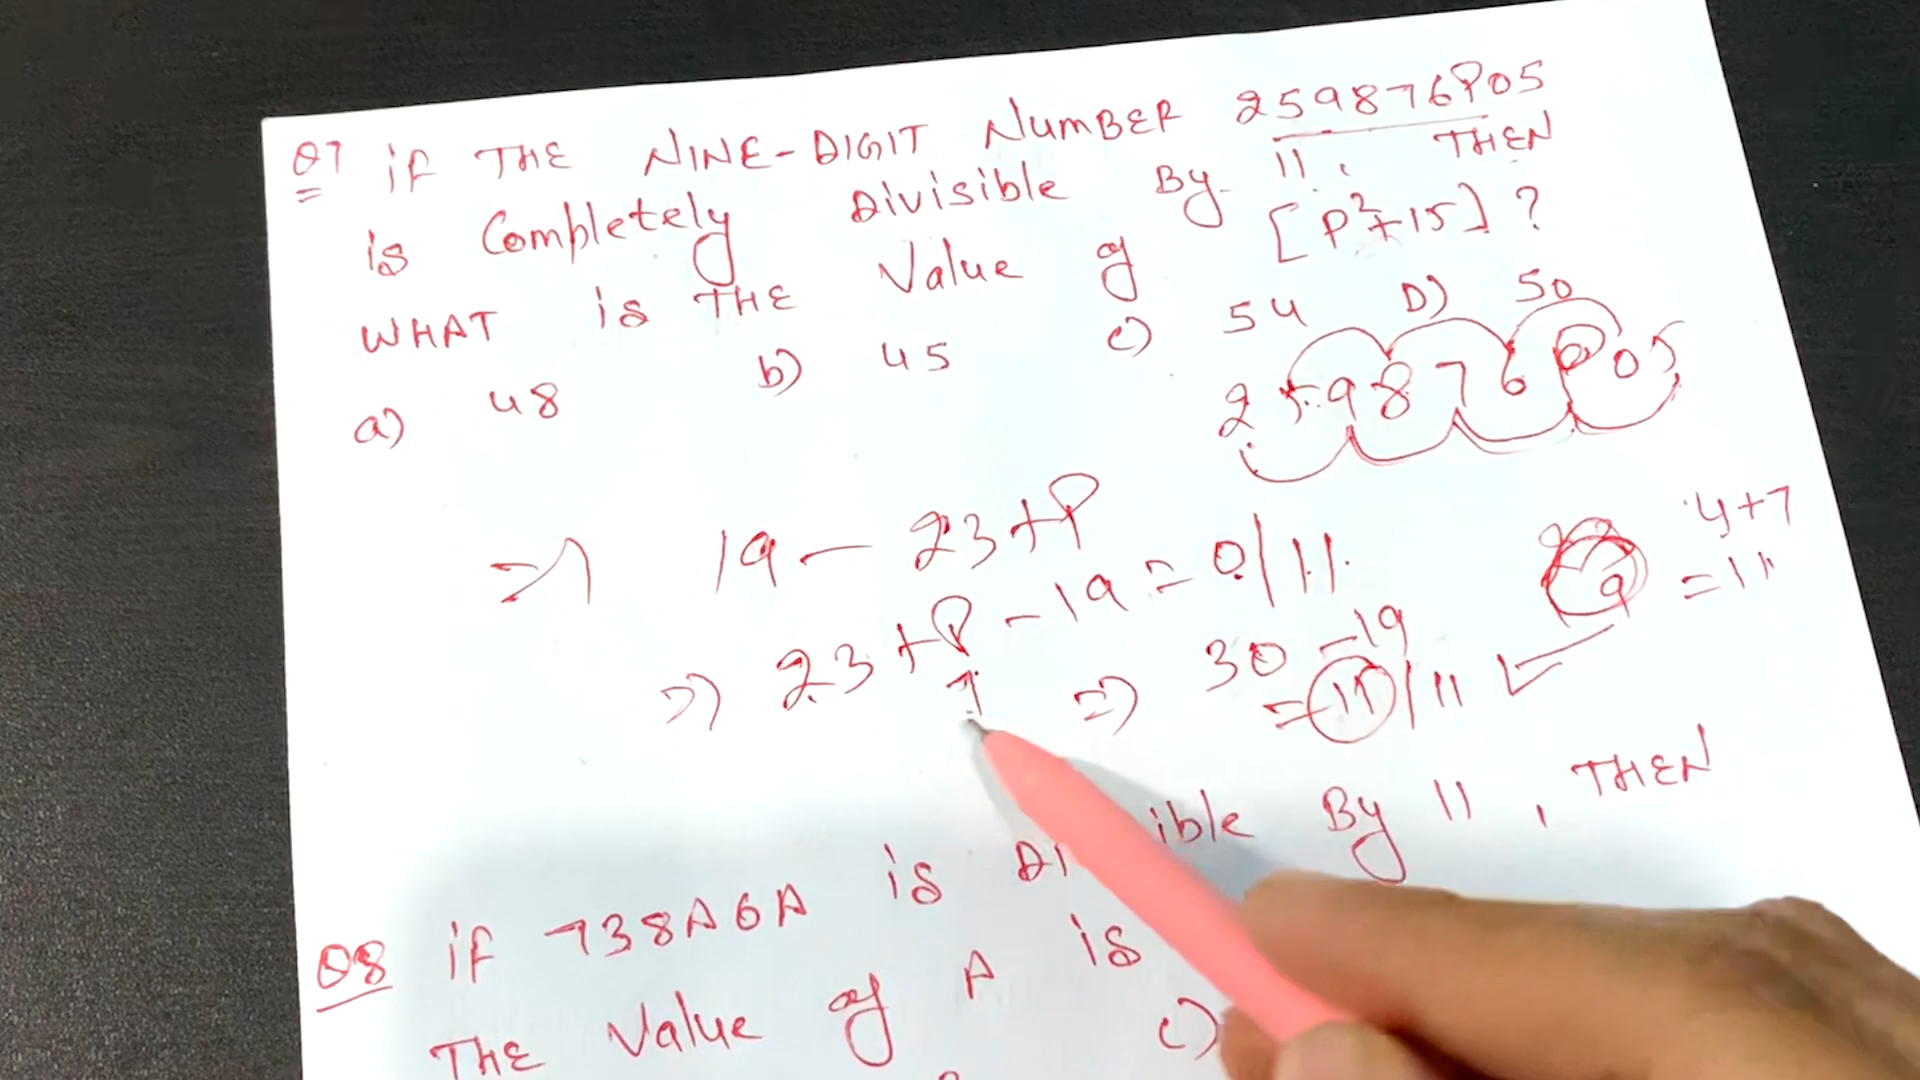 Q7 if THE NINE-DIGIT NUMBER 259876P05
is Completely Divisible By 11, THEN
WHAT is THE Value of [P²+15]?
a) 48 b) 45 c) 54 D) 50
259876P05
=> 19 - 23+P
=> 23+P - 19 = 0/11
7 => 30 - 19
= 11/11 ✓
4+7
= 11
Q8 if 738A6A is ible By 11, THEN
THE Value of A is
c)